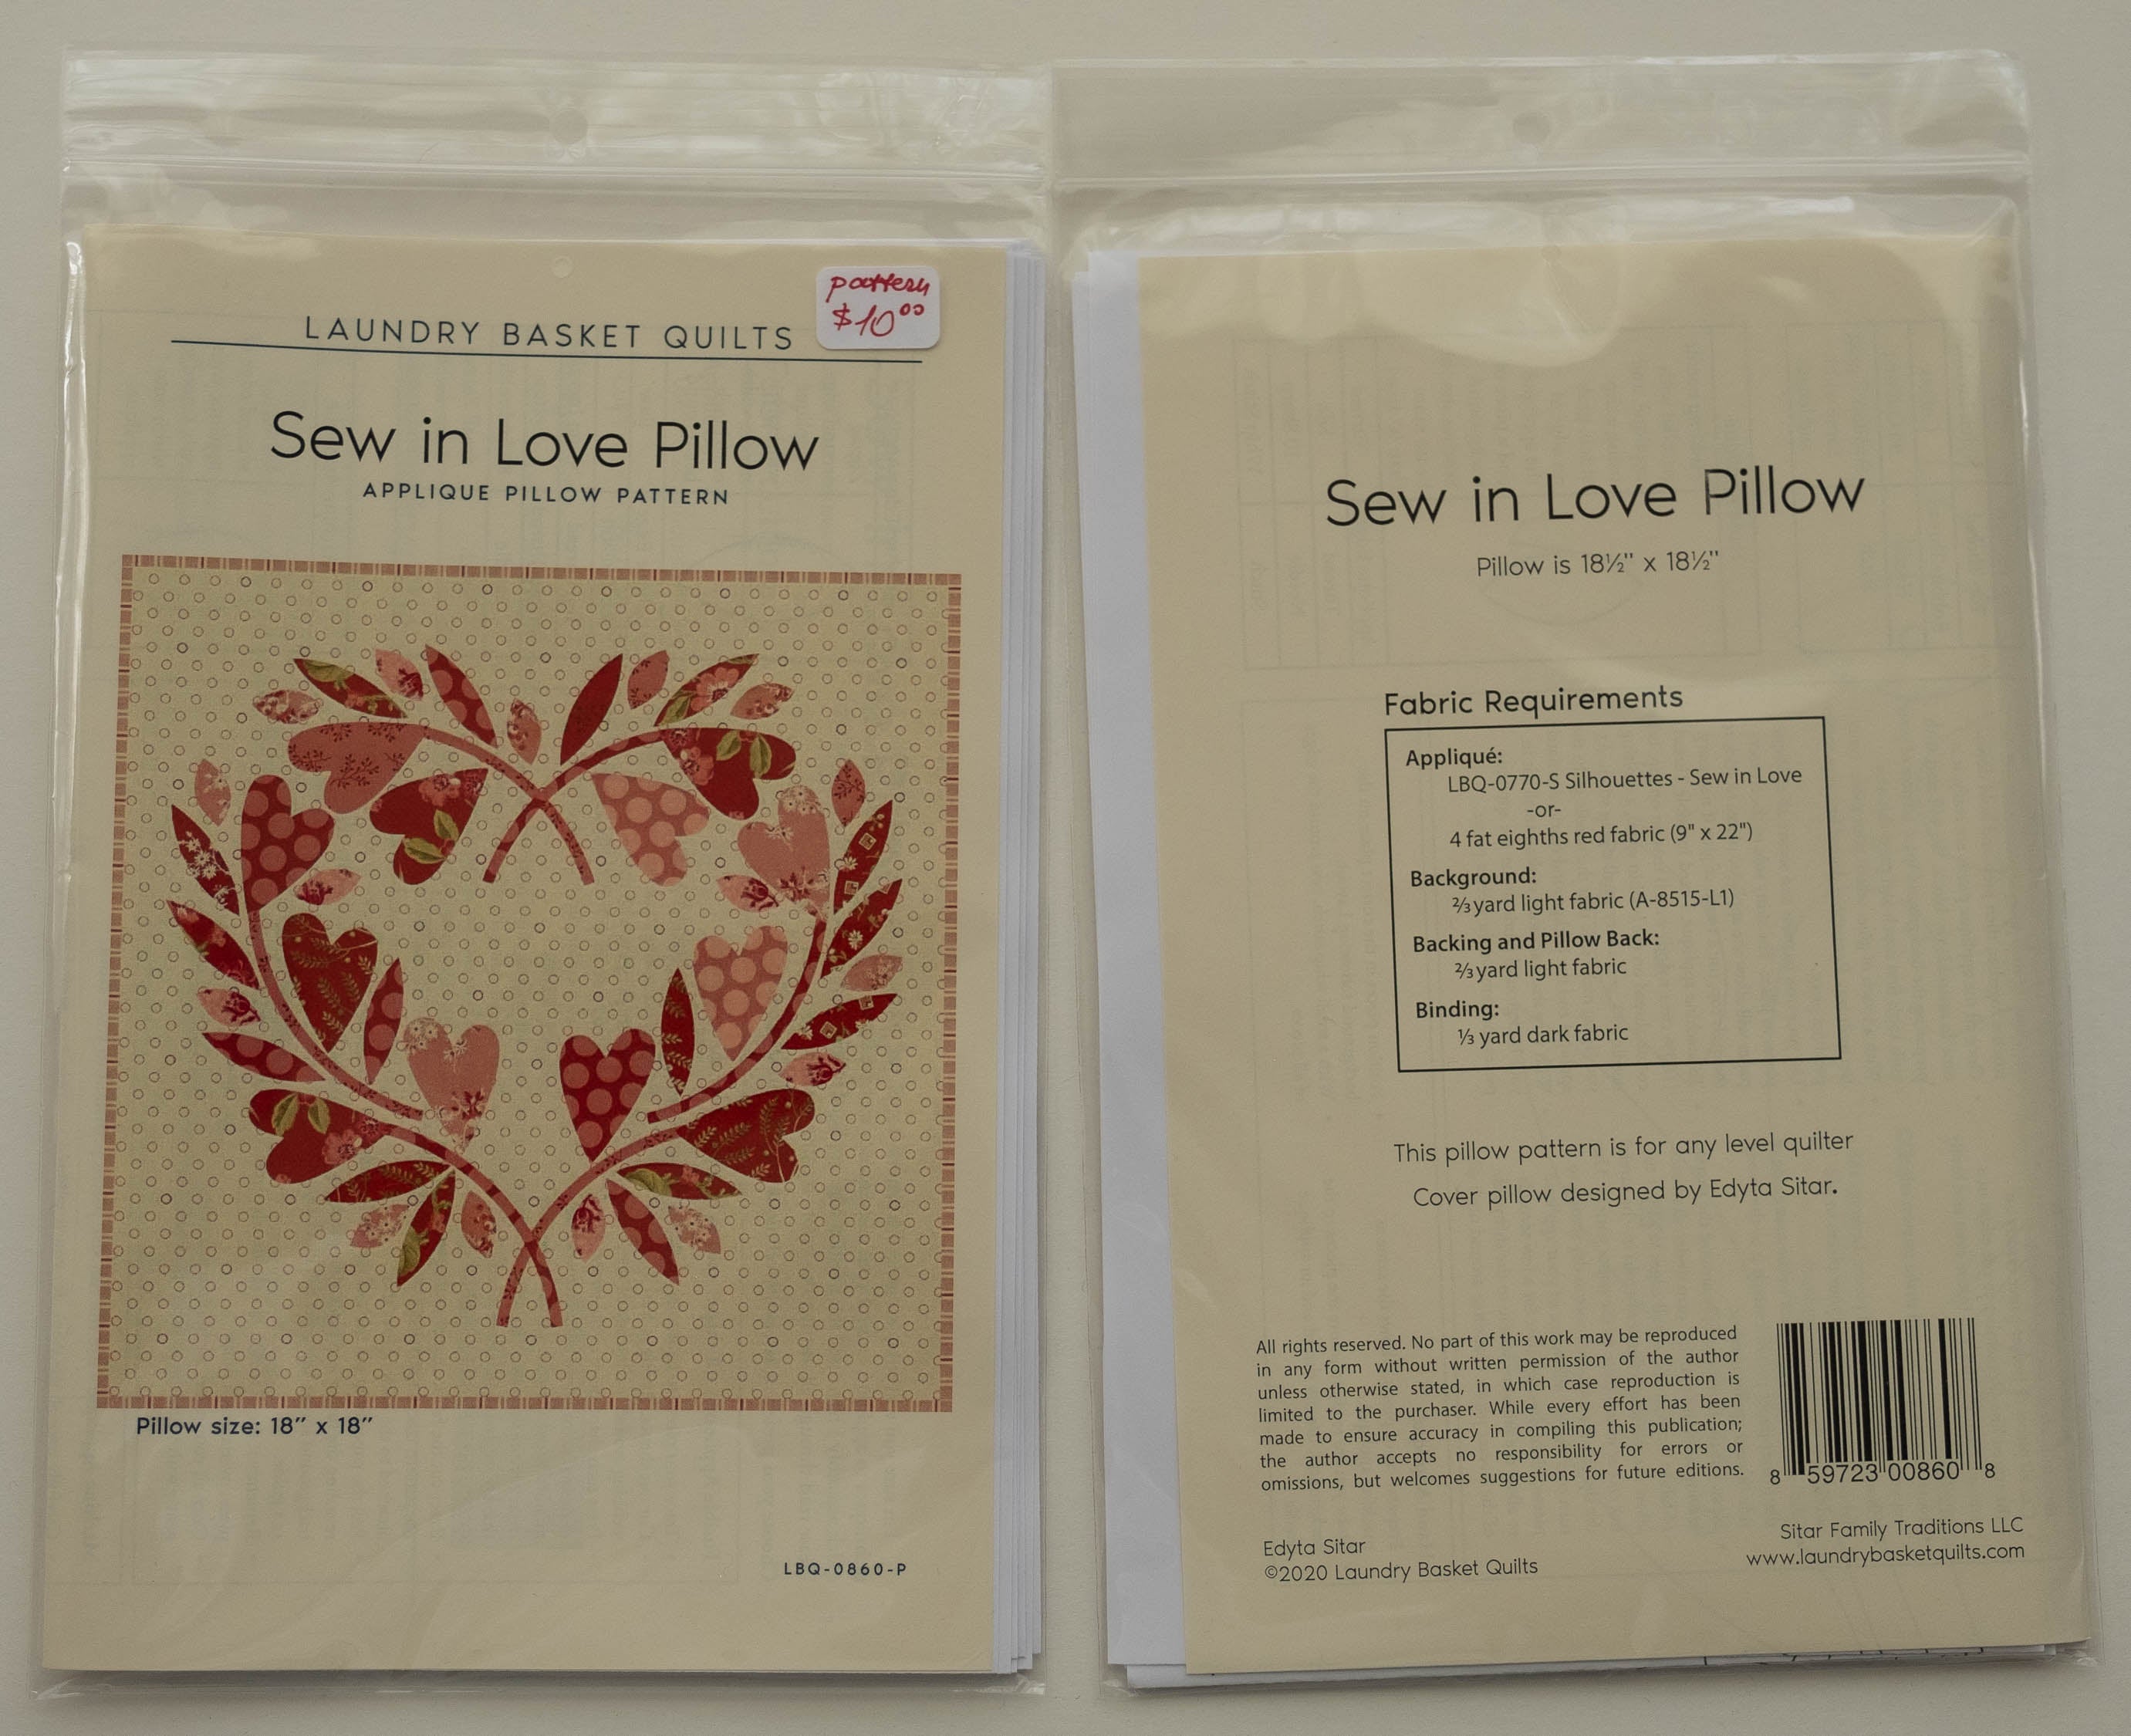 pattern
$10.00
LAUNDRY BASKET QUILTS
Sew in Love Pillow
APPLIQUE PILLOW PATTERN
Pillow size: 18" x 18"
LBQ-0860-P
Sew in Love Pillow
Pillow is 18½" x 18½"
Fabric Requirements
Appliqué:
LBQ-0770-S Silhouettes - Sew in Love
-or-
4 fat eighths red fabric (9" x 22")
Background:
⅔ yard light fabric (A-8515-L1)
Backing and Pillow Back:
⅔ yard light fabric
Binding:
⅓ yard dark fabric
This pillow pattern is for any level quilter
Cover pillow designed by Edyta Sitar.
All rights reserved. No part of this work may be reproduced
in any form without written permission of the author
unless otherwise stated, in which case reproduction is
limited to the purchaser. While every effort has been
made to ensure accuracy in compiling this publication;
the author accepts no responsibility for errors or
omissions, but welcomes suggestions for future editions.
8 59723 00860 8
Edyta Sitar
©2020 Laundry Basket Quilts
Sitar Family Traditions LLC
www.laundrybasketquilts.com